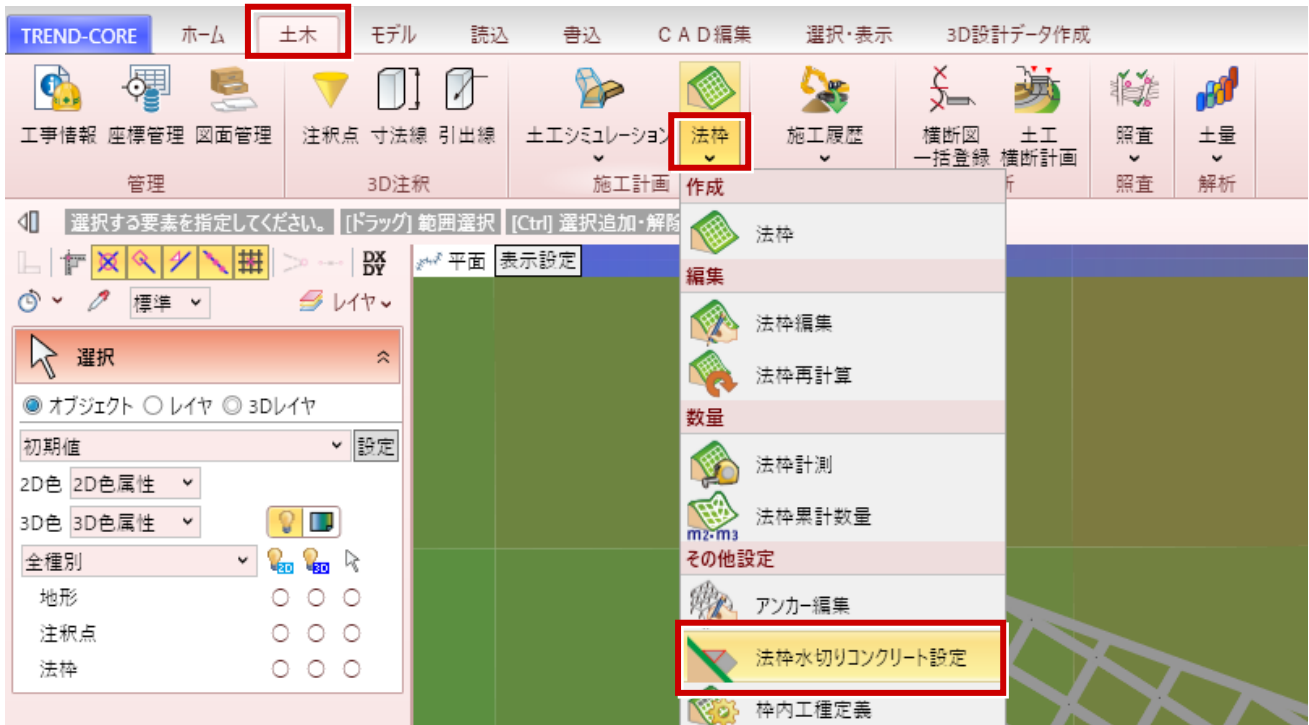 TREND-CORE ホーム 土木 モデル 読込 書込 CAD編集 選択・表示 3D設計データ作成
工事情報 座標管理 図面管理 注釈点 寸法線 引出線 土工シミュレーション 法枠 施工履歴 横断図一括登録 土工横断計画 照査 土量
管理 3D注釈 施工計画 照査 解析
選択する要素を指定してください。 [ドラッグ] 範囲選択 [Ctrl] 選択追加・解除
DX DY 平面 表示設定
標準 レイヤ
選択
オブジェクト レイヤ 3Dレイヤ
初期値 設定
2D色 2D色属性
3D色 3D色属性
全種別 2D 3D
地形
注釈点
法枠
作成
法枠
編集
法枠編集
法枠再計算
数量
法枠計測
法枠累計数量
m2・m3
その他設定
アンカー編集
法枠水切りコンクリート設定
枠内工種定義